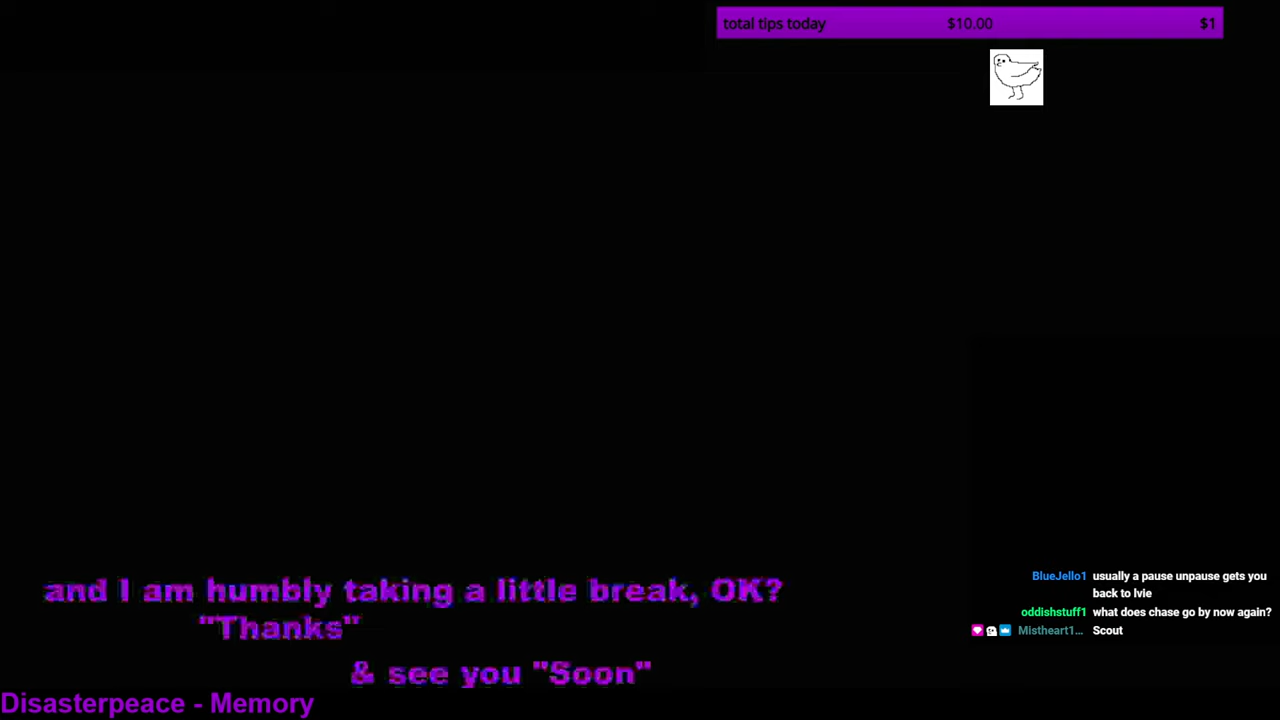 total tips today $10.00 $1
and I am humbly taking a little break, OK?
"Thanks"
& see you "Soon"
Disasterpeace - Memory
BlueJello1 usually a pause unpause gets you
back to lvie
oddishstuff1 what does chase go by now again?
Mistheart1… Scout